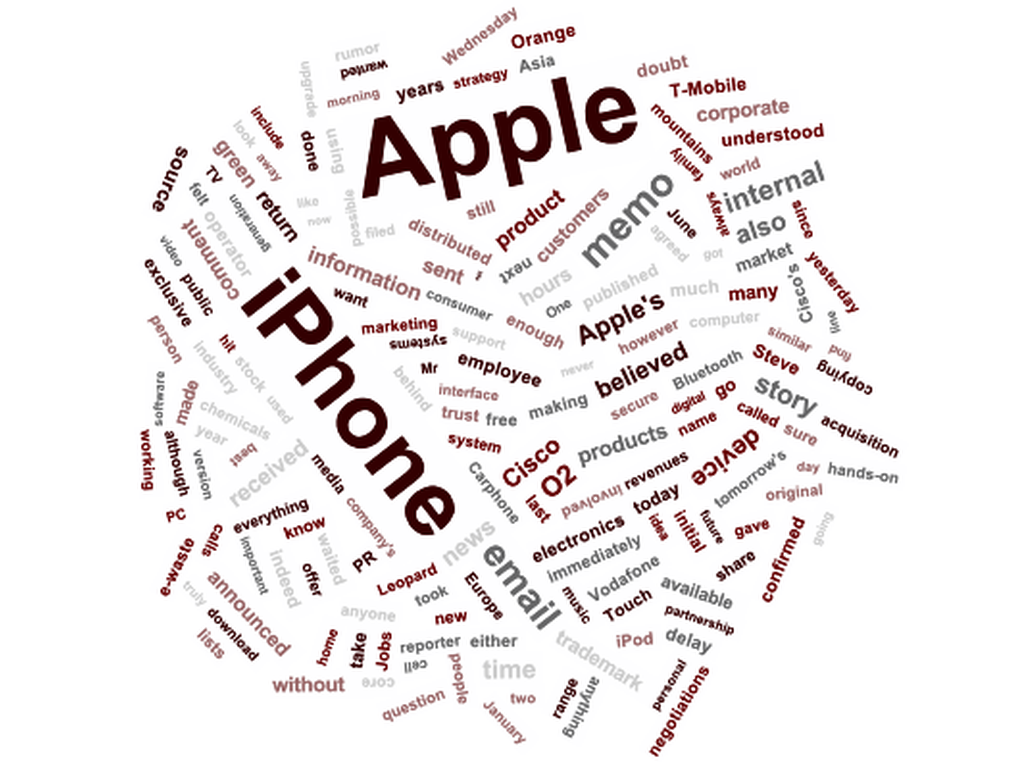 Wednesday
Orange
rumor
wanted
Asia
doubt
upgrade
morning
years
strategy
T-Mobile
corporate
Apple
include
look
done
using
mountains
understood
green
away
family
world
source
TV
felt
return
generation
like
now
possible
filed
still
product
customers
memo
June
always
internal
since
also
agreed
got
market
comment
operator
distributed
information
sent
next
hours
published
much
many
Cisco's
yesterday
video
exclusive
public
iPhone
want
consumer
One
enough
Apple's
however
computer
line
similar
find
person
hit
industry
stock
used
marketing
systems
support
Mr
employee
never
believed
Bluetooth
Steve
copying
behind
interface
making
secure
digital
go
story
software
made
chemicals
year
trust
free
name
called
sure
acquisition
working
although
version
best
received
system
Cisco
O2
products
device
tomorrow's
day
hands-on
media
Carphone
last
involved
revenues
today
original
PC
calls
everything
know
company's
news
electronics
idea
initial
future
gave
confirmed
going
e-waste
important
indeed
waited
offer
PR
Leopard
email
immediately
Vodafone
share
truly
announced
took
Europe
music
Touch
available
partnership
download
lists
anyone
new
home
take
Jobs
reporter
either
iPod
delay
cell
trademark
without
core
people
time
personal
negotiations
question
two
January
range
anything